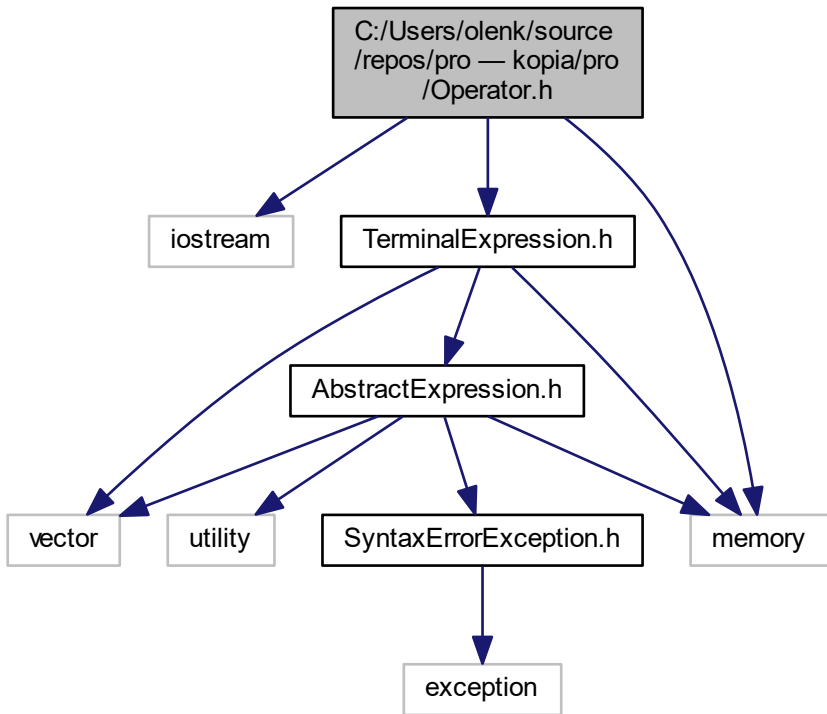 C:/Users/olenk/source
/repos/pro — kopia/pro
/Operator.h
iostream
TerminalExpression.h
AbstractExpression.h
vector
utility
SyntaxErrorException.h
memory
exception